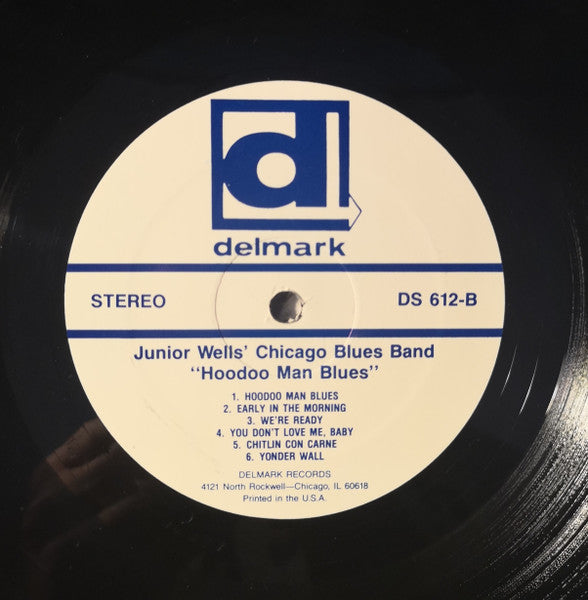 d
delmark
STEREO DS 612-B
Junior Wells' Chicago Blues Band
"Hoodoo Man Blues"
1. HOODOO MAN BLUES
2. EARLY IN THE MORNING
3. WE'RE READY
4. YOU DON'T LOVE ME, BABY
5. CHITLIN CON CARNE
6. YONDER WALL
DELMARK RECORDS
4121 North Rockwell—Chicago, IL 60618
Printed in the U.S.A.